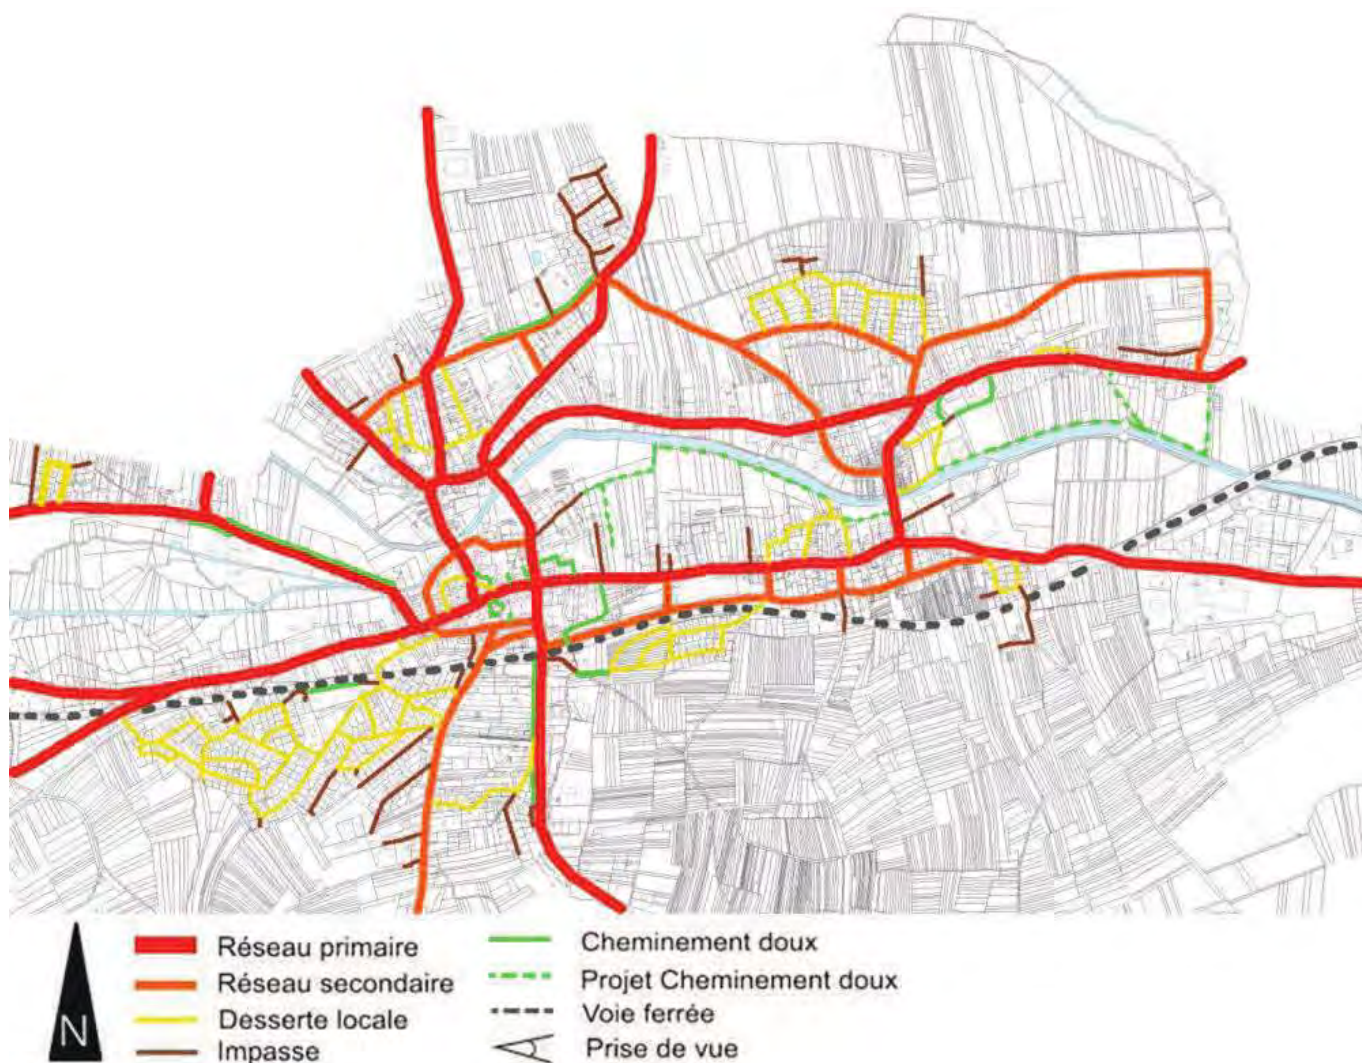 N
Réseau primaire
Réseau secondaire
Desserte locale
Impasse
Cheminement doux
Projet Cheminement doux
Voie ferrée
Prise de vue